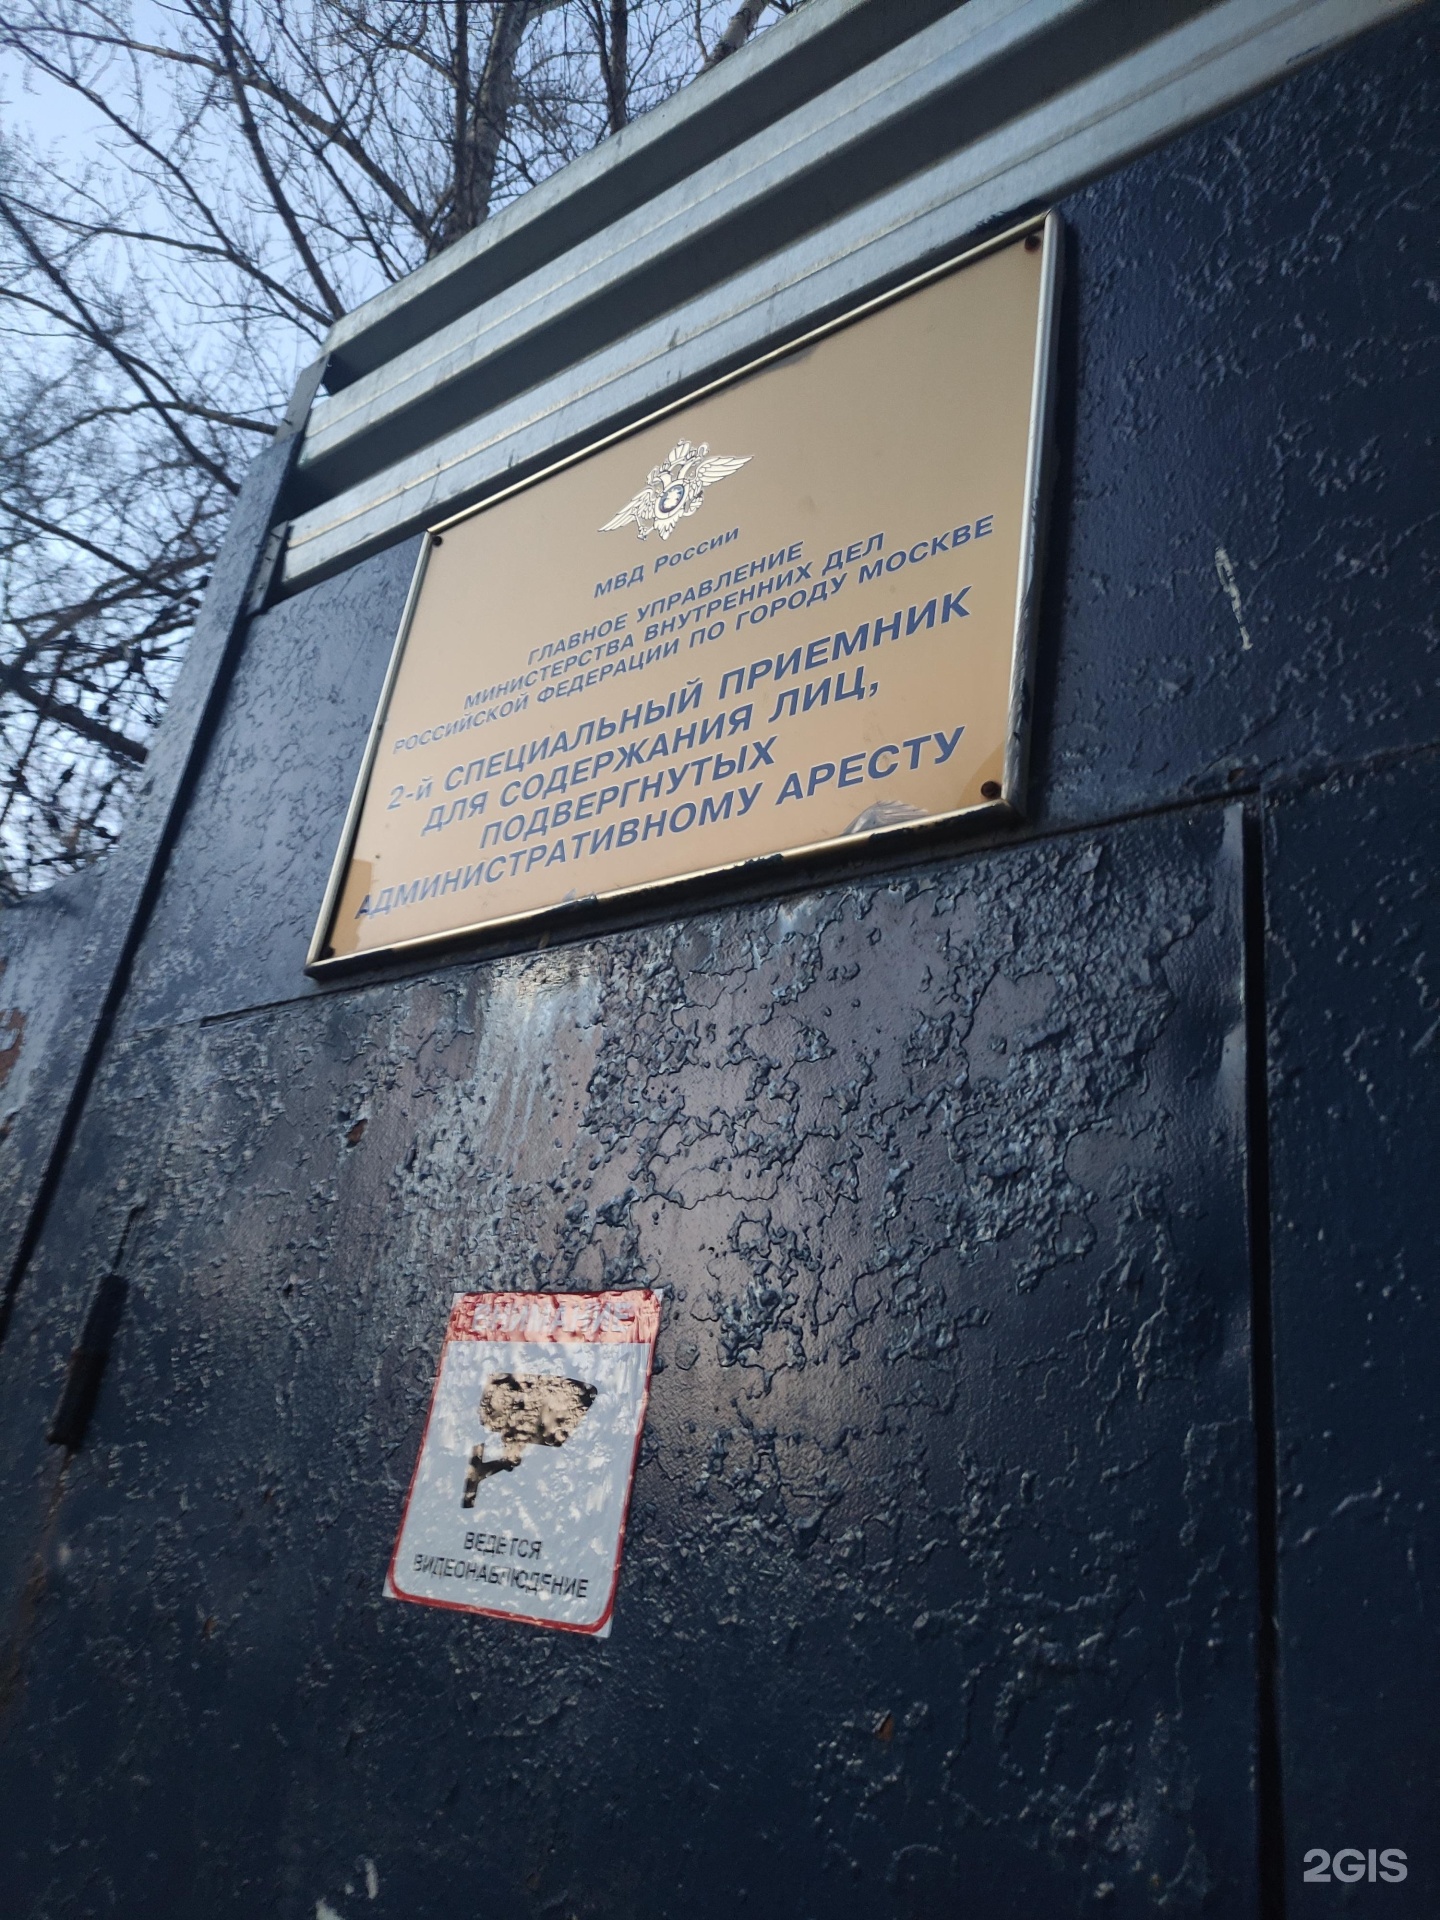 МВД России
ГЛАВНОЕ УПРАВЛЕНИЕ
МИНИСТЕРСТВА ВНУТРЕННИХ ДЕЛ
РОССИЙСКОЙ ФЕДЕРАЦИИ ПО ГОРОДУ МОСКВЕ
2-й СПЕЦИАЛЬНЫЙ ПРИЕМНИК
ДЛЯ СОДЕРЖАНИЯ ЛИЦ,
ПОДВЕРГНУТЫХ
АДМИНИСТРАТИВНОМУ АРЕСТУ
ВНИМАНИЕ
ВЕДЕТСЯ
ВИДЕОНАБЛЮДЕНИЕ
2GIS